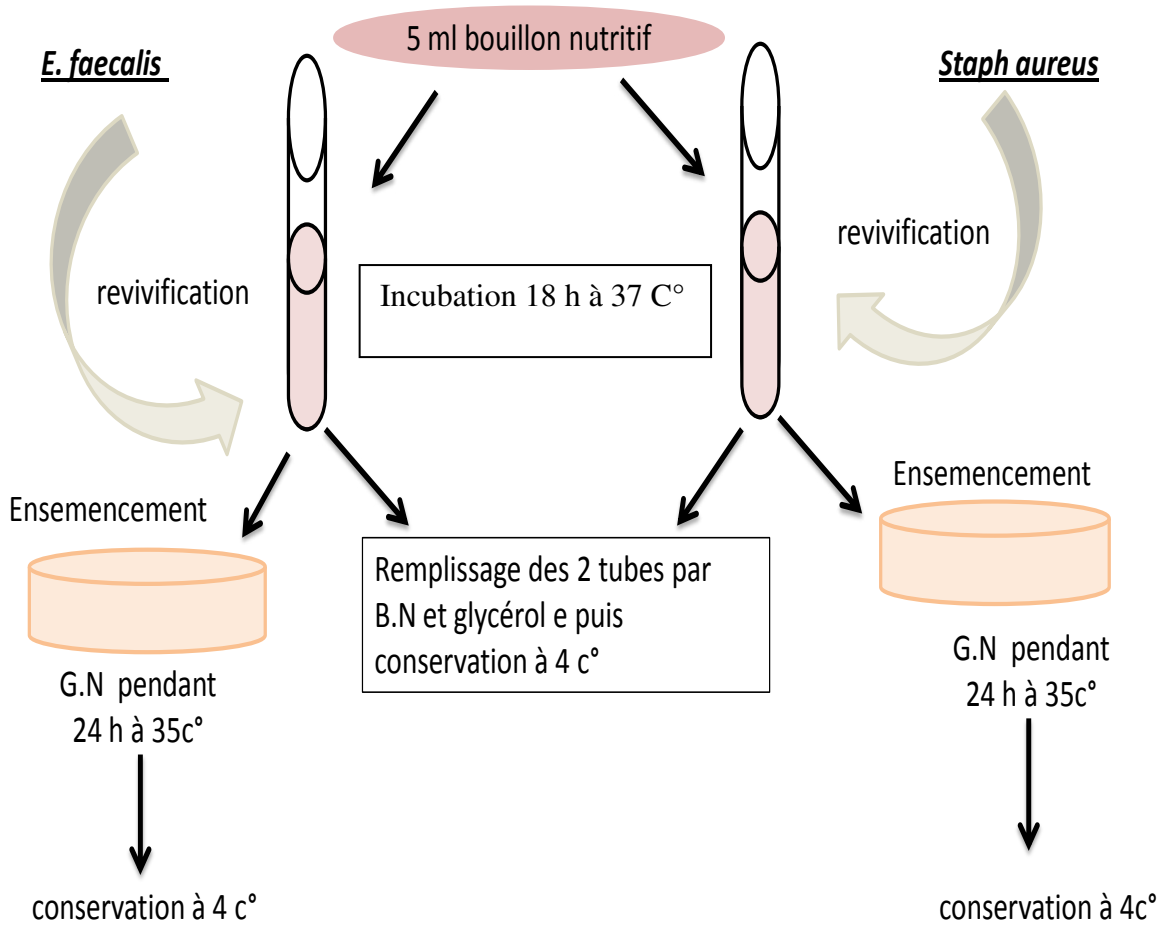 5 ml bouillon nutritif
E. faecalis
Staph aureus
revivification
revivification
Incubation 18 h à 37 C°
Ensemencement
Ensemencement
Remplissage des 2 tubes par
B.N et glycérol e puis
conservation à 4 c°
G.N pendant
24 h à 35c°
G.N pendant
24 h à 35c°
conservation à 4 c°
conservation à 4c°